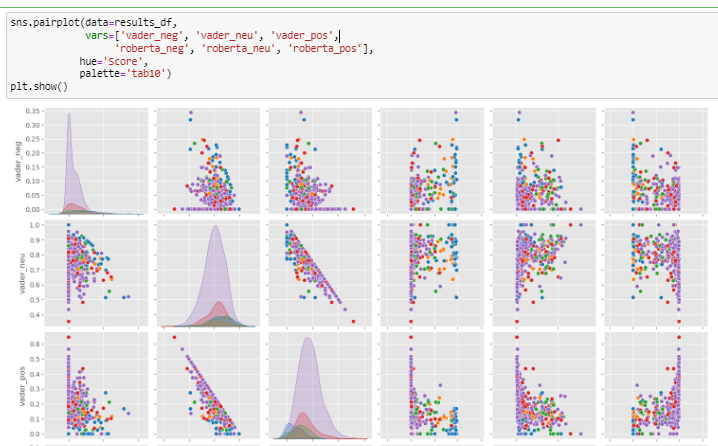 sns.pairplot(data=results_df,
vars=['vader_neg', 'vader_neu', 'vader_pos',
'roberta_neg', 'roberta_neu', 'roberta_pos'],
hue='Score',
palette='tab10')
plt.show()
0.35
0.30
0.25
0.20
0.15
0.10
0.05
0.00
vader_neg
1.0
0.9
0.8
0.7
0.6
0.5
0.4
vader_neu
0.6
0.5
0.4
0.3
0.2
0.1
0.0
vader_pos